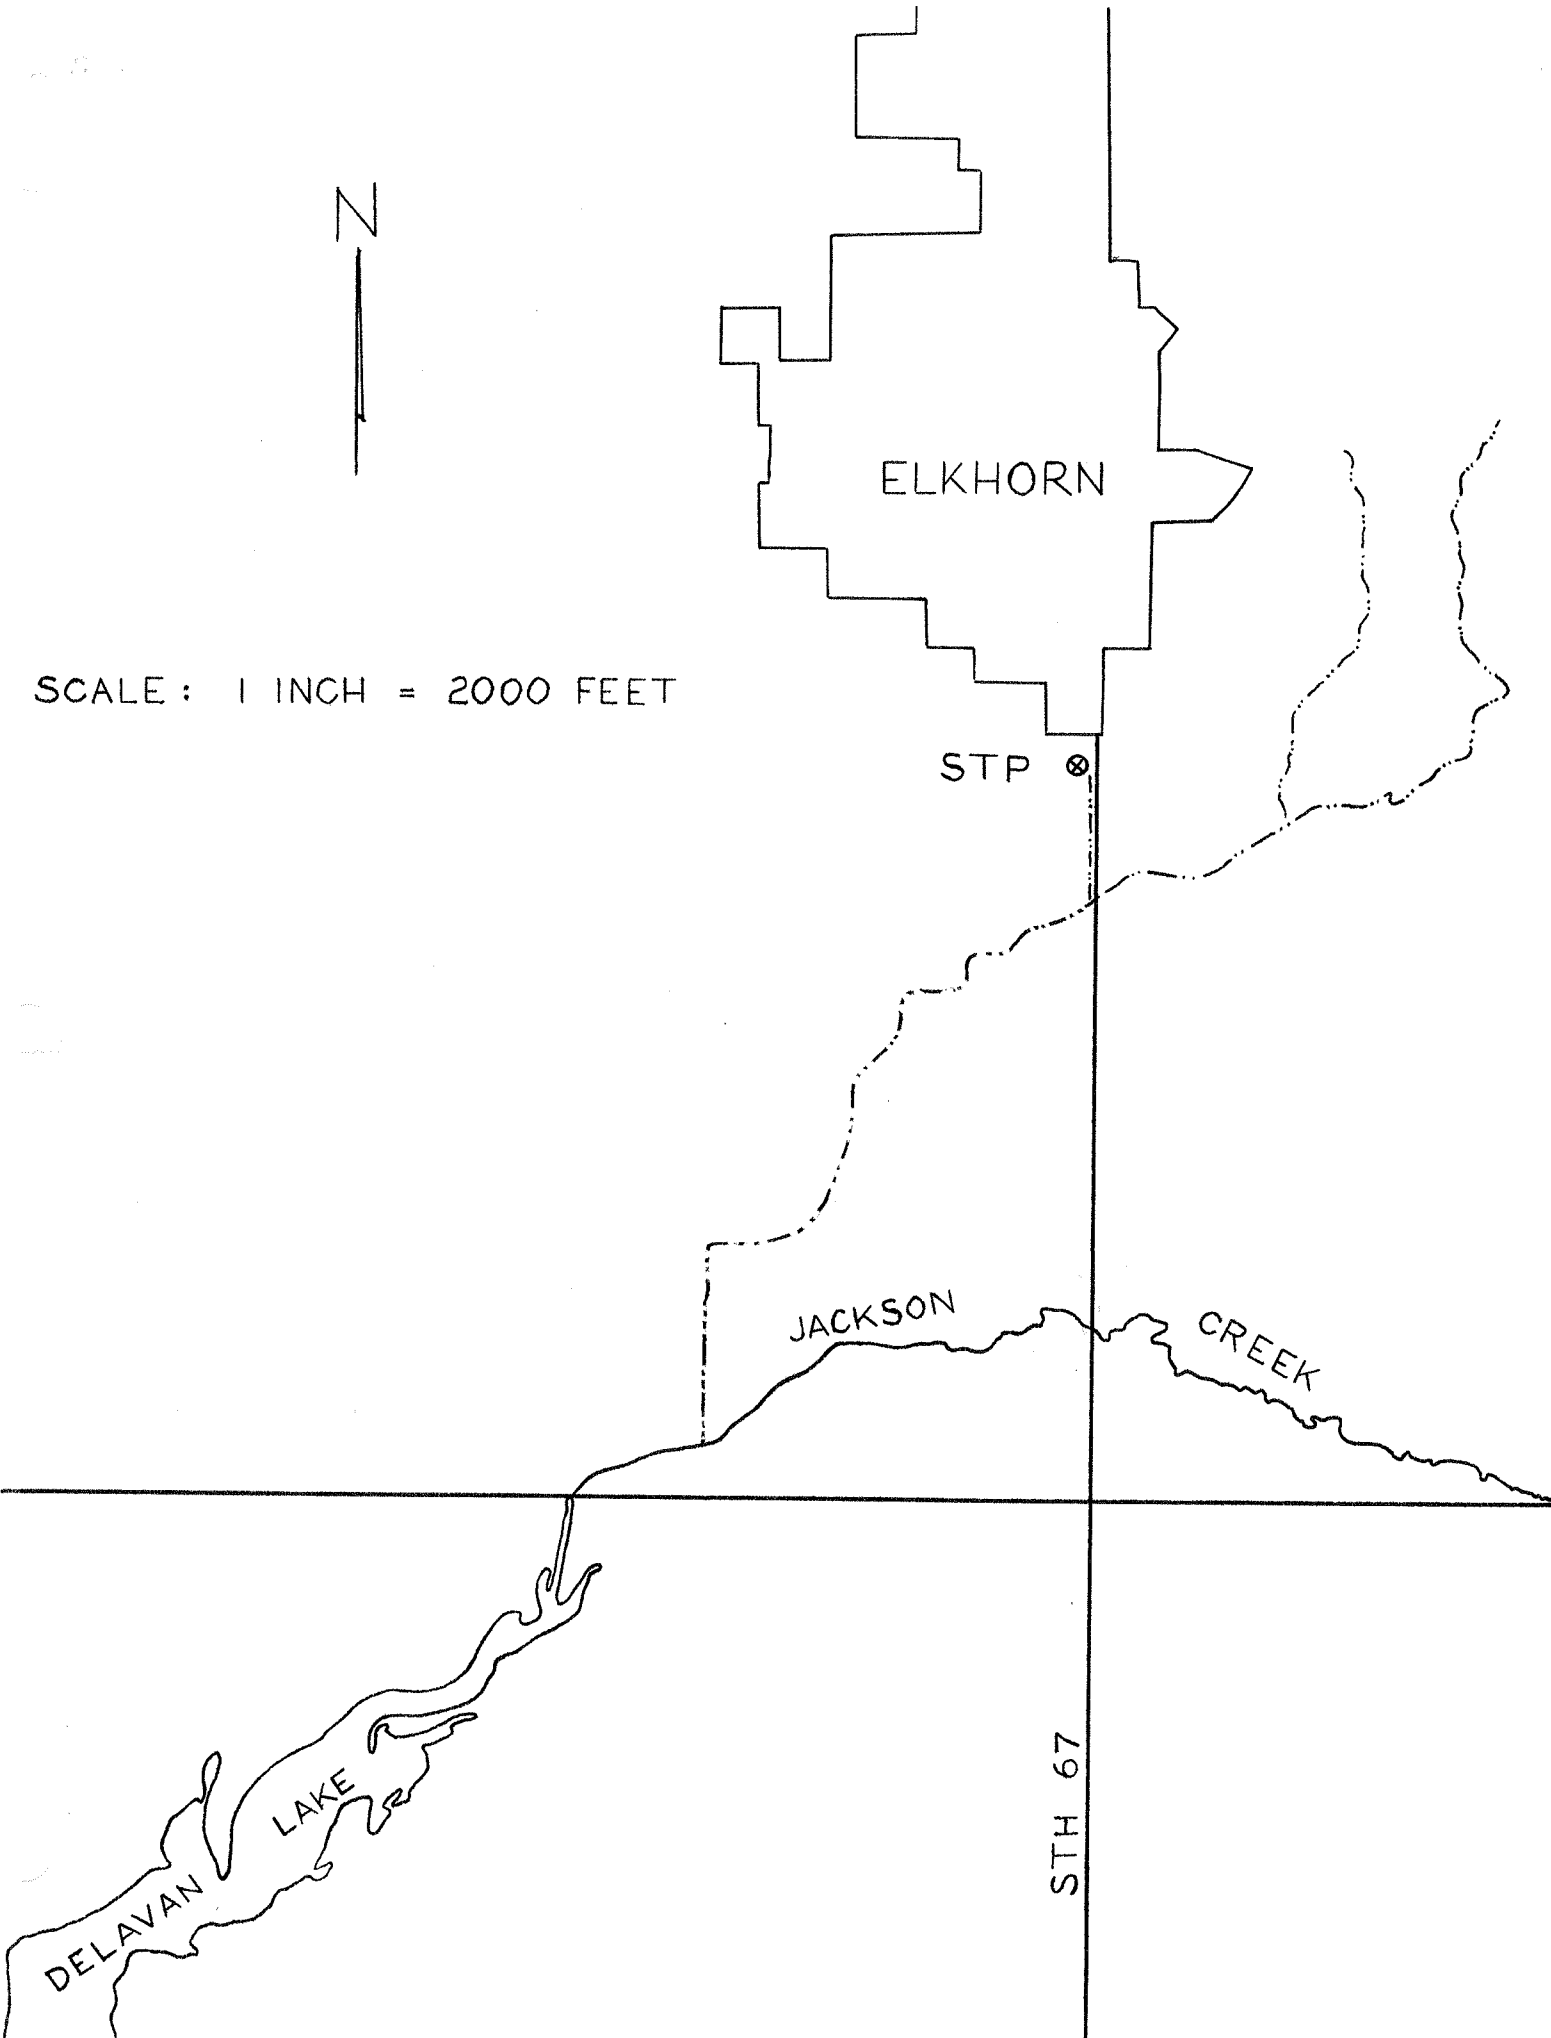 N
ELKHORN
SCALE: 1 INCH = 2000 FEET
STP
JACKSON CREEK
STH 67
DELAVAN LAKE